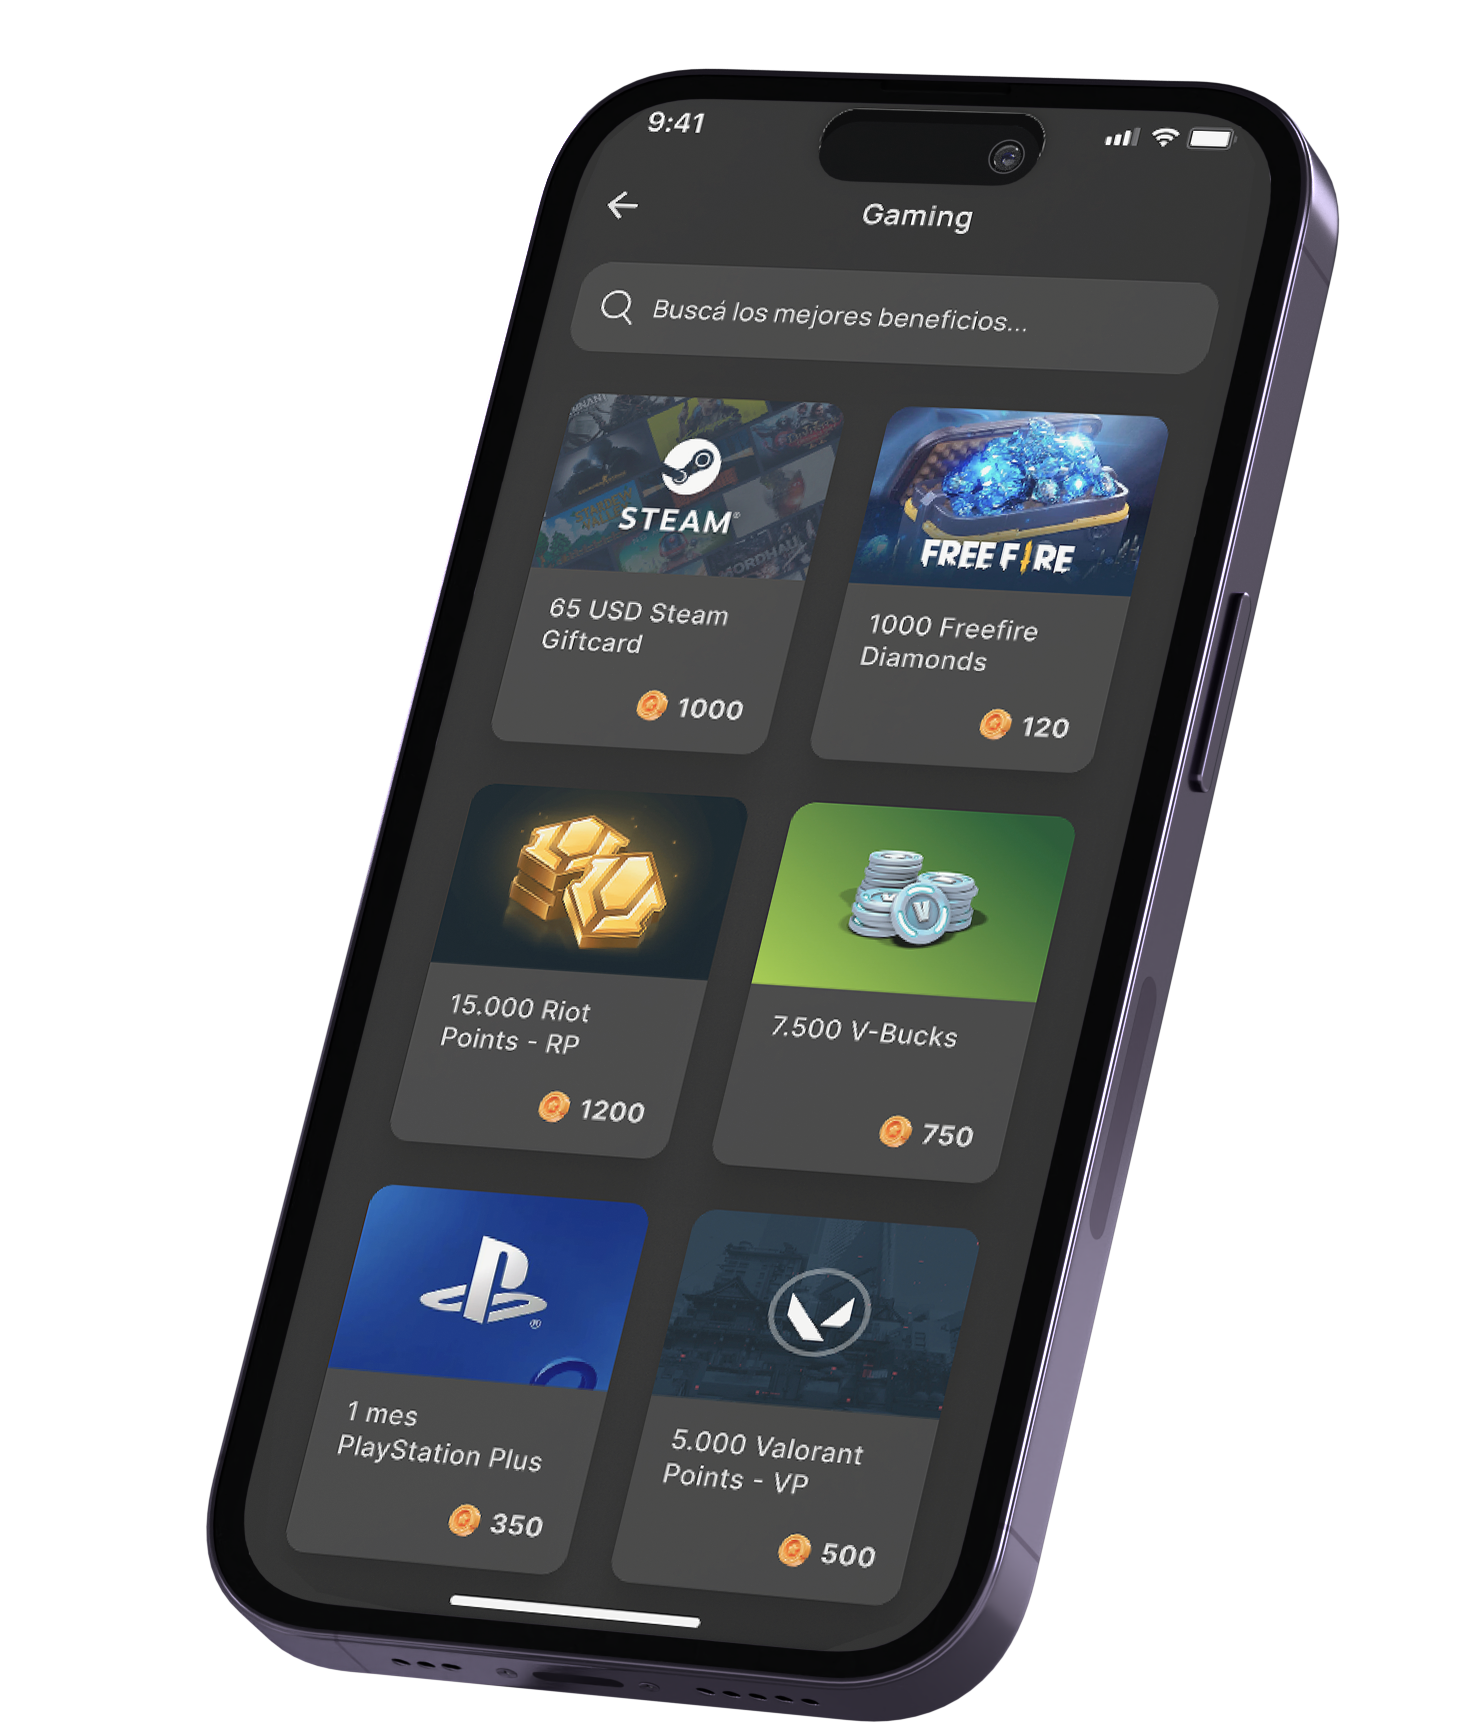 9:41
Gaming
Buscá los mejores beneficios...
STEAM®
65 USD Steam
Giftcard
1000
FREE FIRE
1000 Freefire
Diamonds
120
15.000 Riot
Points - RP
1200
V
7.500 V-Bucks
750
®
1 mes
PlayStation Plus
350
5.000 Valorant
Points - VP
500